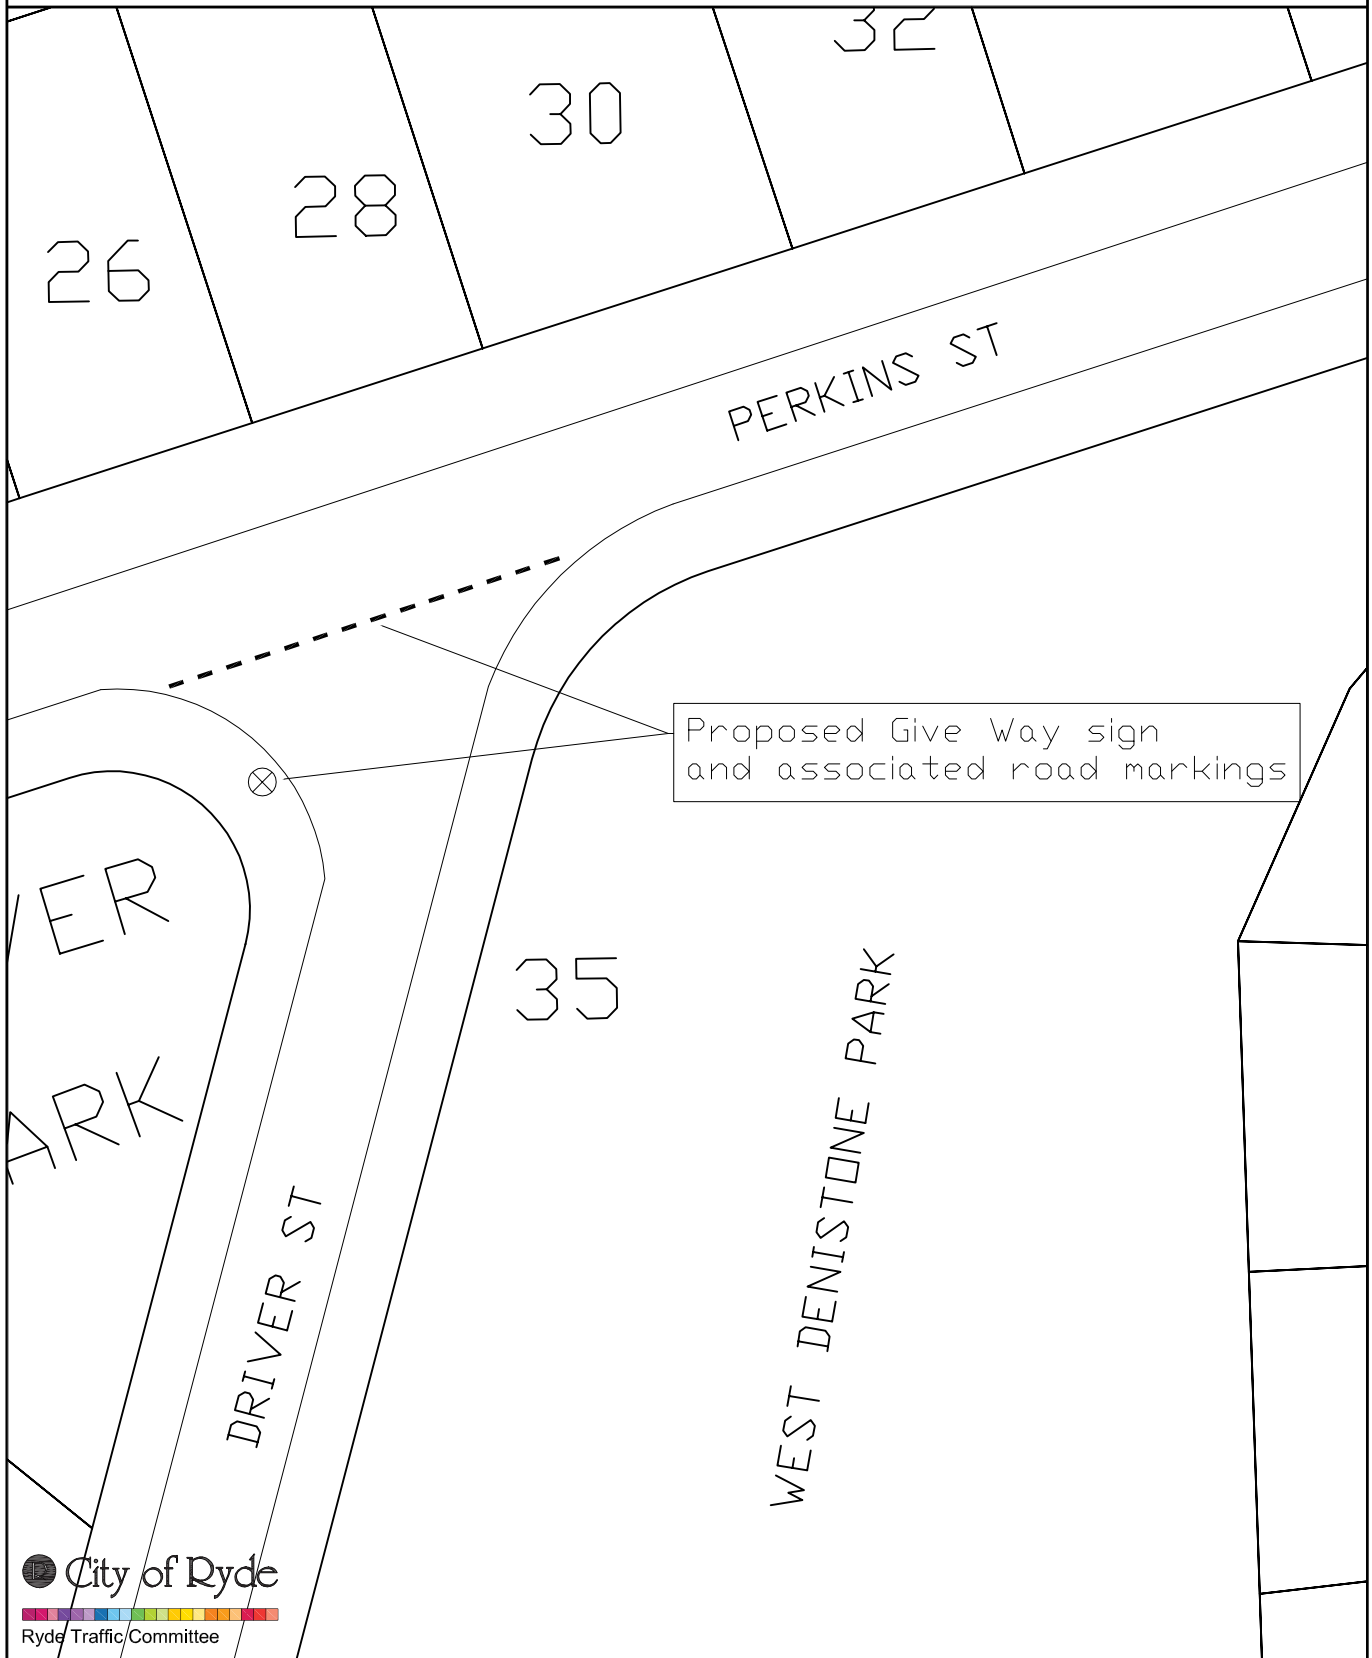 32
30
28
26
PERKINS ST
Proposed Give Way sign
and associated road markings
VER
ARK
35
WEST DENISTONE PARK
DRIVER ST
City of Ryde
Ryde Traffic Committee